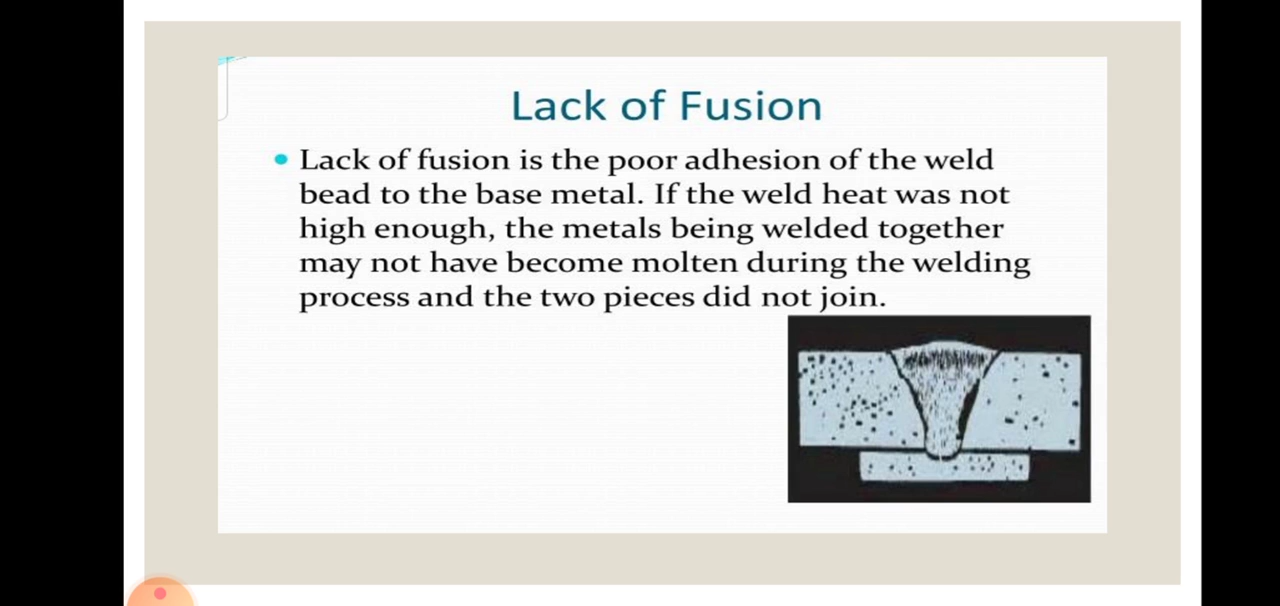 Lack of Fusion
• Lack of fusion is the poor adhesion of the weld
bead to the base metal. If the weld heat was not
high enough, the metals being welded together
may not have become molten during the welding
process and the two pieces did not join.